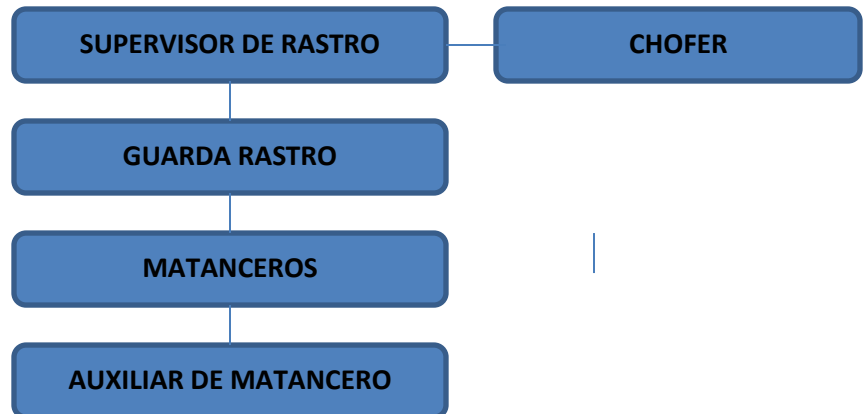 SUPERVISOR DE RASTRO
CHOFER
GUARDA RASTRO
MATANCEROS
AUXILIAR DE MATANCERO